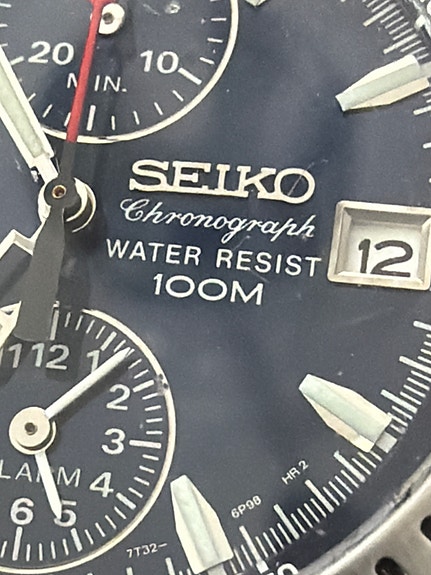 20 10
MIN.
SEIKO
Chronograph
WATER RESIST
100M
12
11 12 1
2
3
4
5
6
7T32-
6P98
HR 2